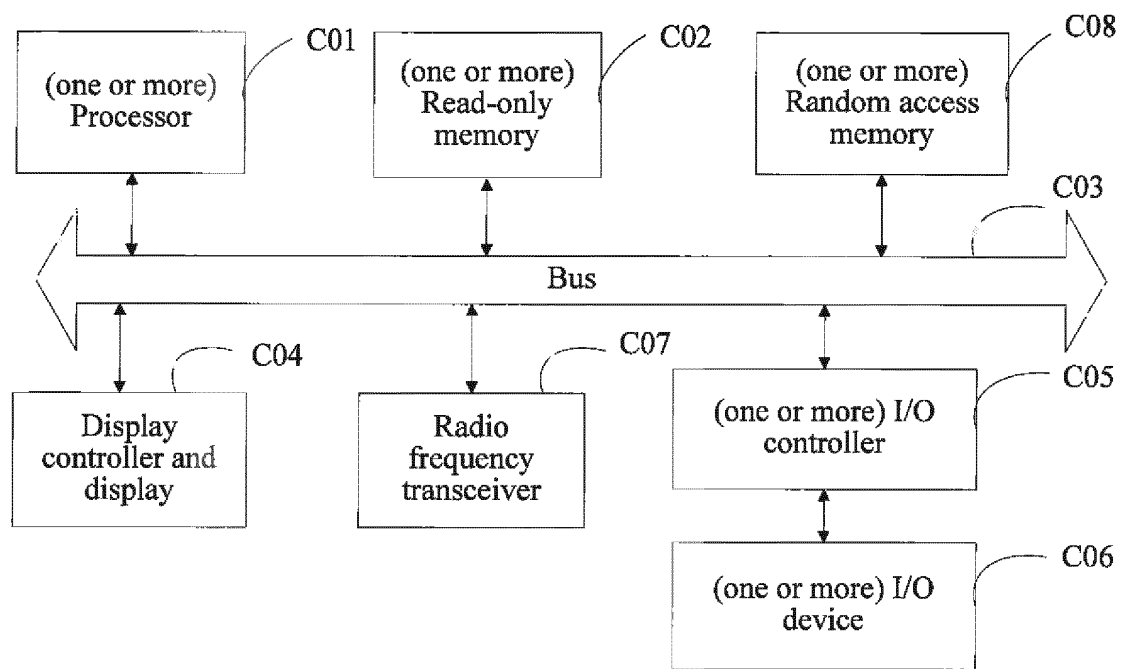 C01
(one or more)
Processor
C02
(one or more)
Read-only
memory
C08
(one or more)
Random access
memory
C03
Bus
C04
Display
controller and
display
C07
Radio
frequency
transceiver
C05
(one or more) I/O
controller
C06
(one or more) I/O
device